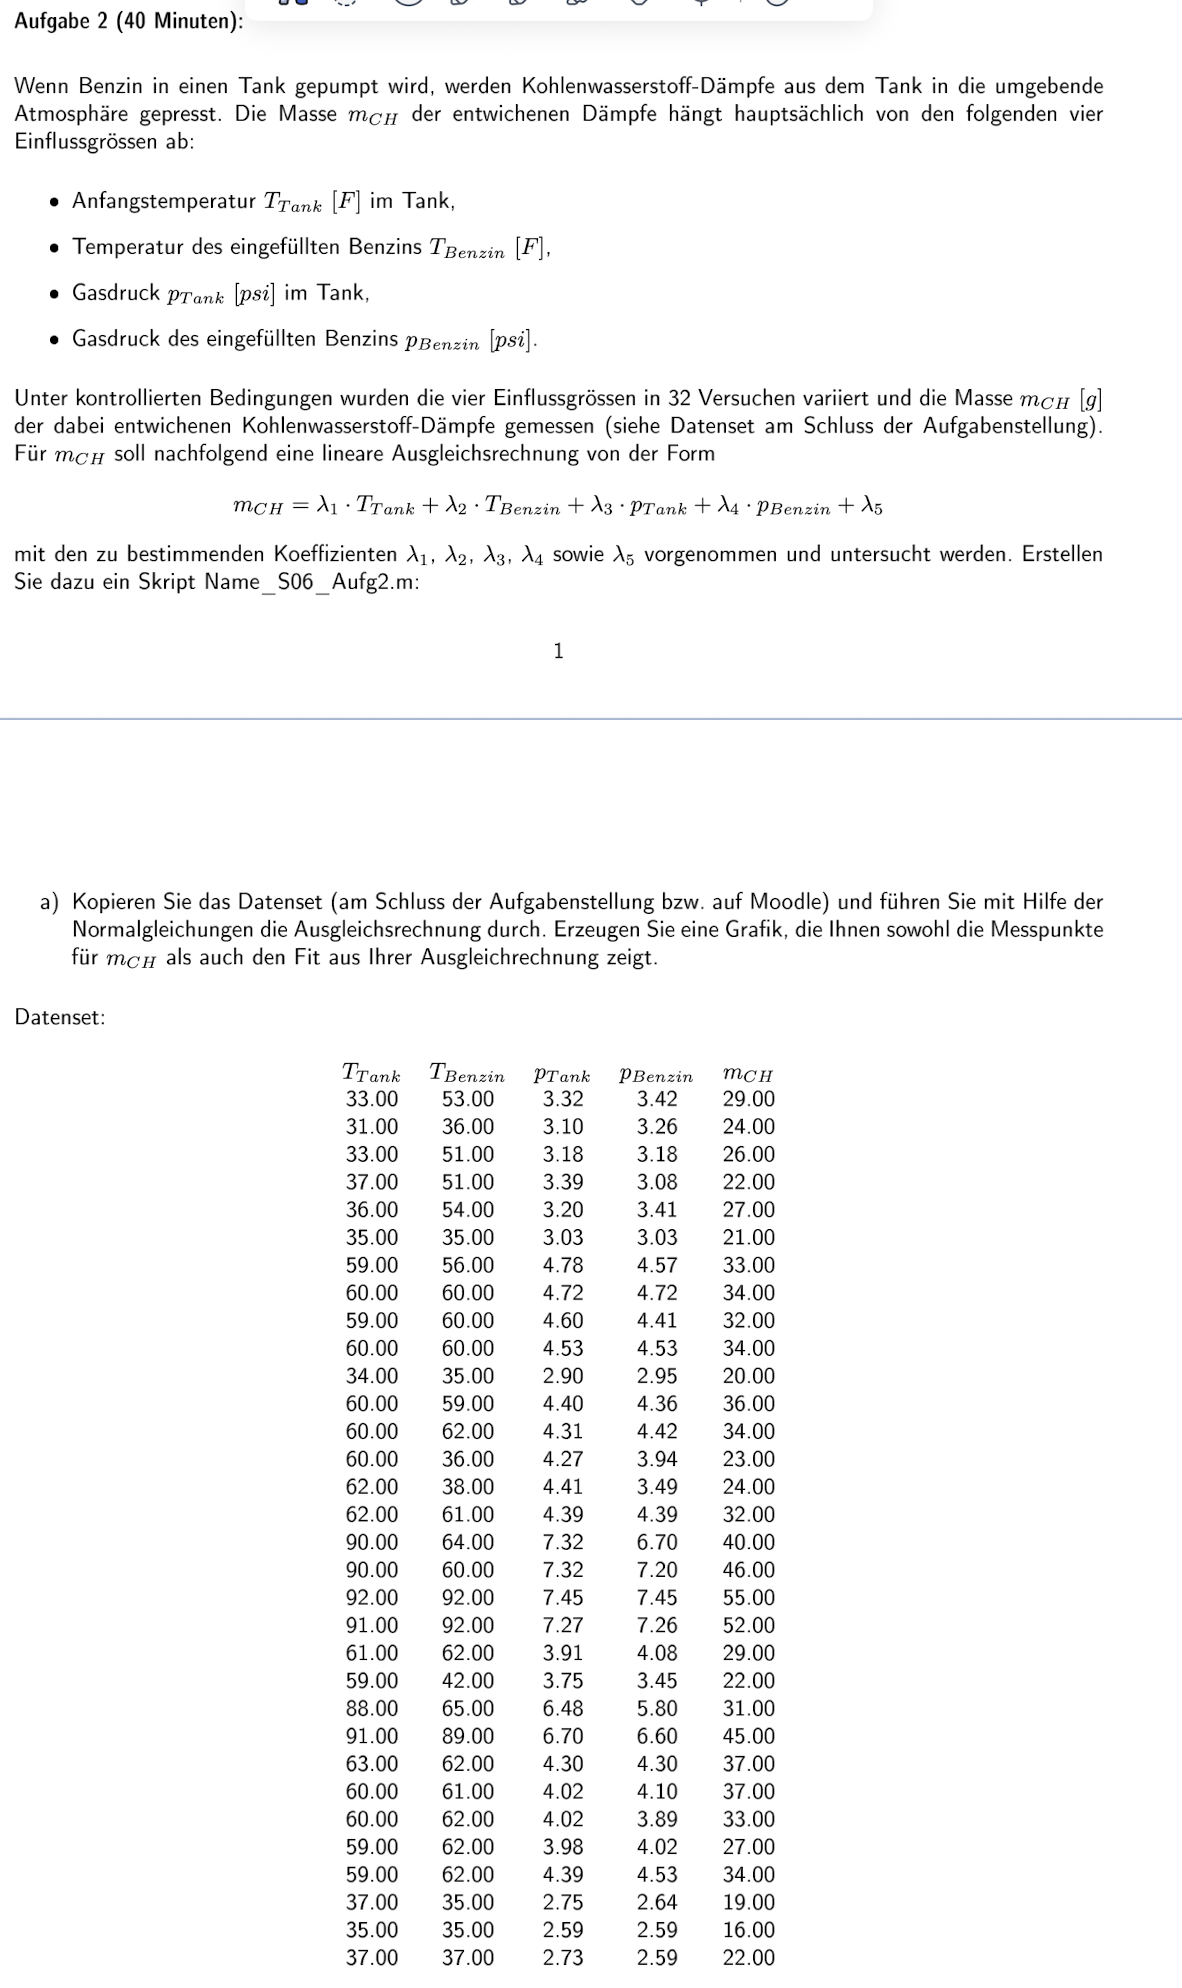 Aufgabe 2 (40 Minuten):
Wenn Benzin in einen Tank gepumpt wird, werden Kohlenwasserstoff-Dämpfe aus dem Tank in die umgebende
Atmosphäre gepresst. Die Masse m_{CH} der entwichenen Dämpfe hängt hauptsächlich von den folgenden vier
Einflussgrössen ab:
• Anfangstemperatur T_{Tank} [F] im Tank,
• Temperatur des eingefüllten Benzins T_{Benzin} [F],
• Gasdruck p_{Tank} [psi] im Tank,
• Gasdruck des eingefüllten Benzins p_{Benzin} [psi].
Unter kontrollierten Bedingungen wurden die vier Einflussgrössen in 32 Versuchen variiert und die Masse m_{CH} [g]
der dabei entwichenen Kohlenwasserstoff-Dämpfe gemessen (siehe Datenset am Schluss der Aufgabenstellung).
Für m_{CH} soll nachfolgend eine lineare Ausgleichsrechnung von der Form
m_{CH} = λ_1 · T_{Tank} + λ_2 · T_{Benzin} + λ_3 · p_{Tank} + λ_4 · p_{Benzin} + λ_5
mit den zu bestimmenden Koeffizienten λ_1, λ_2, λ_3, λ_4 sowie λ_5 vorgenommen und untersucht werden. Erstellen
Sie dazu ein Skript Name_S06_Aufg2.m:
1
a) Kopieren Sie das Datenset (am Schluss der Aufgabenstellung bzw. auf Moodle) und führen Sie mit Hilfe der
Normalgleichungen die Ausgleichsrechnung durch. Erzeugen Sie eine Grafik, die Ihnen sowohl die Messpunkte
für m_{CH} als auch den Fit aus Ihrer Ausgleichrechnung zeigt.
Datenset:
T_{Tank} T_{Benzin} p_{Tank} p_{Benzin} m_{CH}
33.00 53.00 3.32 3.42 29.00
31.00 36.00 3.10 3.26 24.00
33.00 51.00 3.18 3.18 26.00
37.00 51.00 3.39 3.08 22.00
36.00 54.00 3.20 3.41 27.00
35.00 35.00 3.03 3.03 21.00
59.00 56.00 4.78 4.57 33.00
60.00 60.00 4.72 4.72 34.00
59.00 60.00 4.60 4.41 32.00
60.00 60.00 4.53 4.53 34.00
34.00 35.00 2.90 2.95 20.00
60.00 59.00 4.40 4.36 36.00
60.00 62.00 4.31 4.42 34.00
60.00 36.00 4.27 3.94 23.00
62.00 38.00 4.41 3.49 24.00
62.00 61.00 4.39 4.39 32.00
90.00 64.00 7.32 6.70 40.00
90.00 60.00 7.32 7.20 46.00
92.00 92.00 7.45 7.45 55.00
91.00 92.00 7.27 7.26 52.00
61.00 62.00 3.91 4.08 29.00
59.00 42.00 3.75 3.45 22.00
88.00 65.00 6.48 5.80 31.00
91.00 89.00 6.70 6.60 45.00
63.00 62.00 4.30 4.30 37.00
60.00 61.00 4.02 4.10 37.00
60.00 62.00 4.02 3.89 33.00
59.00 62.00 3.98 4.02 27.00
59.00 62.00 4.39 4.53 34.00
37.00 35.00 2.75 2.64 19.00
35.00 35.00 2.59 2.59 16.00
37.00 37.00 2.73 2.59 22.00